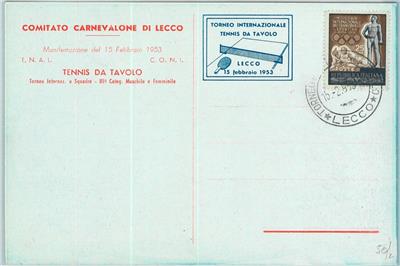 COMITATO CARNEVALONE DI LECCO
Manifestazione del 15 Febbraio 1953
E.N.A.L. C.O.N.I.
TENNIS DA TAVOLO
Torneo Internaz. a Squadre - III Categ. Maschile e Femminile
TORNEO INTERNAZIONALE
TENNIS DA TAVOLO
LECCO
15 febbraio 1953
REPUBBLICA ITALIANA
LECCO
50/